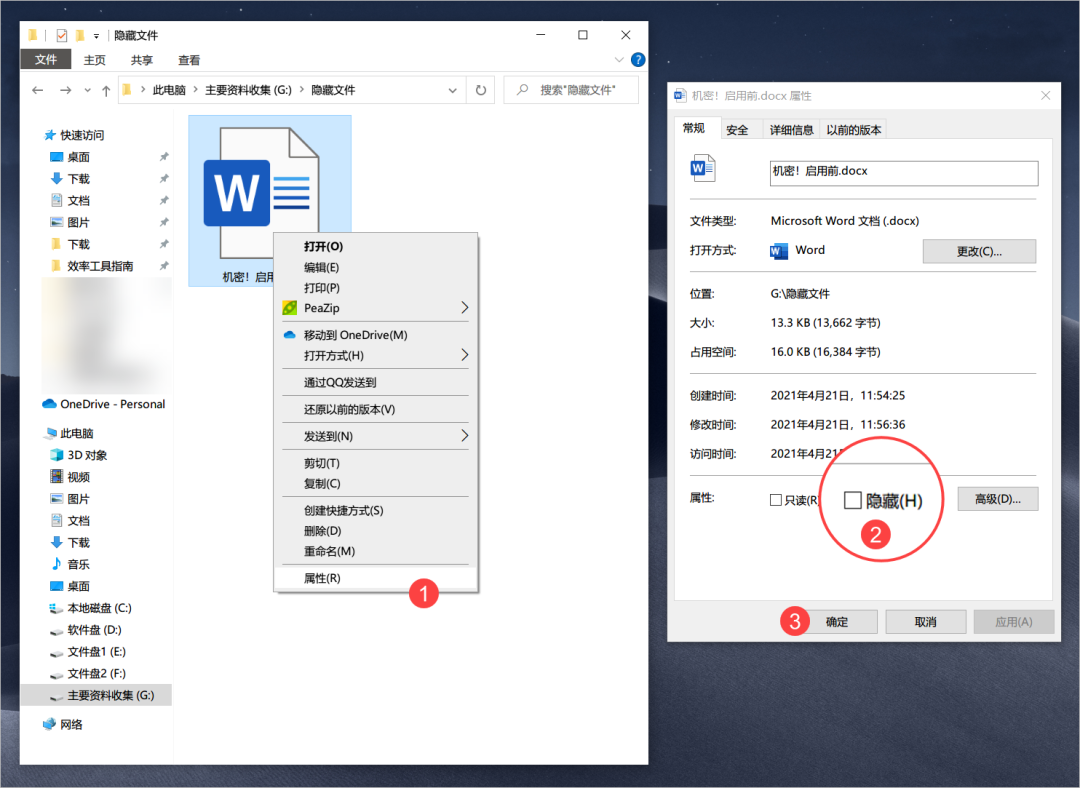 隐藏文件
文件 主页 共享 查看
此电脑 主要资料收集 (G:) 隐藏文件
搜索"隐藏文件"
快速访问
桌面
下载
文档
图片
下载
效率工具指南
OneDrive - Personal
此电脑
3D 对象
视频
图片
文档
下载
音乐
桌面
本地磁盘 (C:)
软件盘 (D:)
文件盘1 (E:)
文件盘2 (F:)
主要资料收集 (G:)
网络
W
机密！启用
打开(O)
编辑(E)
打印(P)
PeaZip
移动到 OneDrive(M)
打开方式(H)
通过QQ发送到
还原以前的版本(V)
发送到(N)
剪切(T)
复制(C)
创建快捷方式(S)
删除(D)
重命名(M)
属性(R)
1
机密！启用前.docx 属性
常规 安全 详细信息 以前的版本
机密！启用前.docx
文件类型: Microsoft Word 文档 (.docx)
打开方式: Word 更改(C)...
位置: G:\隐藏文件
大小: 13.3 KB (13,662 字节)
占用空间: 16.0 KB (16,384 字节)
创建时间: 2021年4月21日，11:54:25
修改时间: 2021年4月21日，11:56:36
访问时间: 2021年4月21
属性: 只读(R 隐藏(H) 高级(D)...
2
3 确定 取消 应用(A)